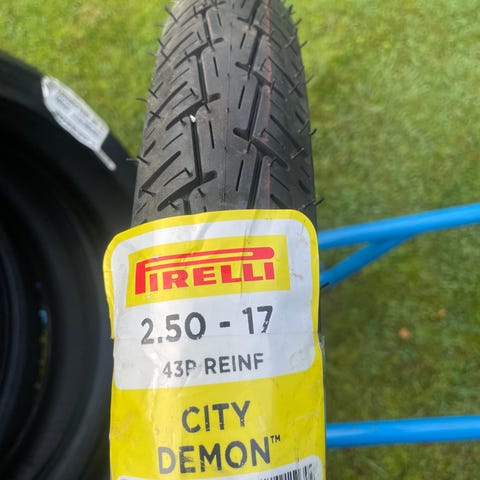 PIRELLI
2.50 - 17
43P REINF
CITY
DEMON™